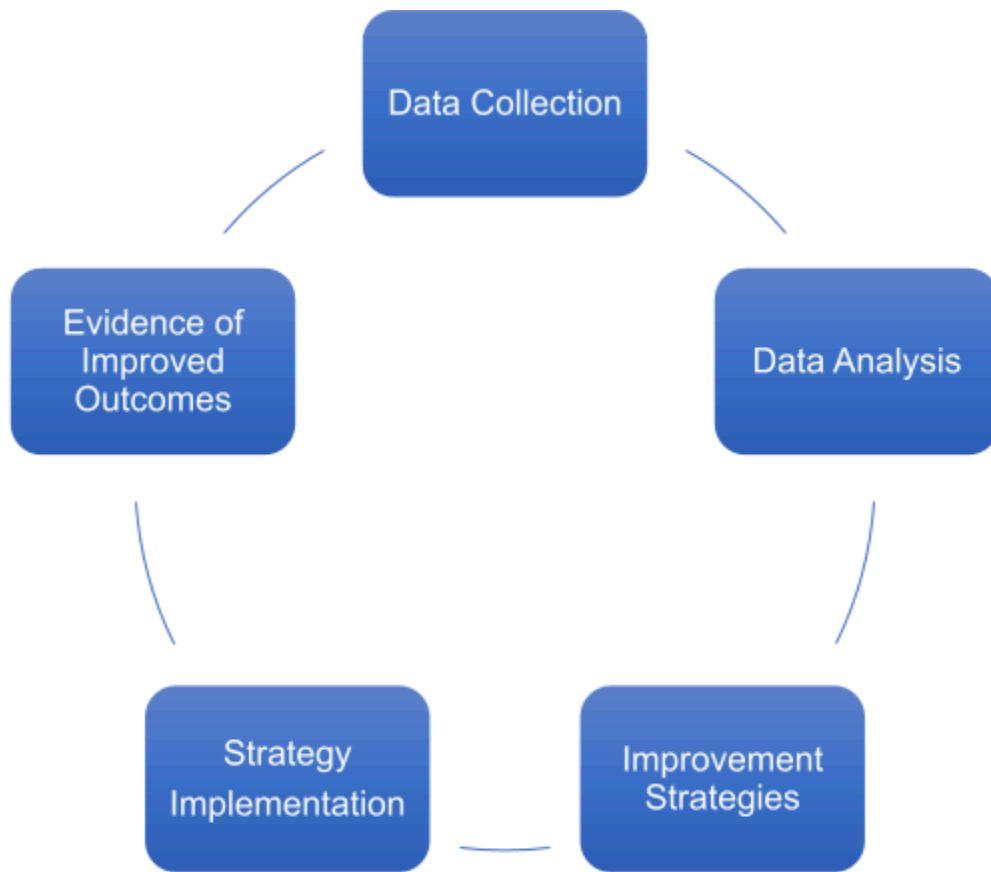 Data Collection
Data Analysis
Improvement
Strategies
Strategy
Implementation
Evidence of
Improved
Outcomes